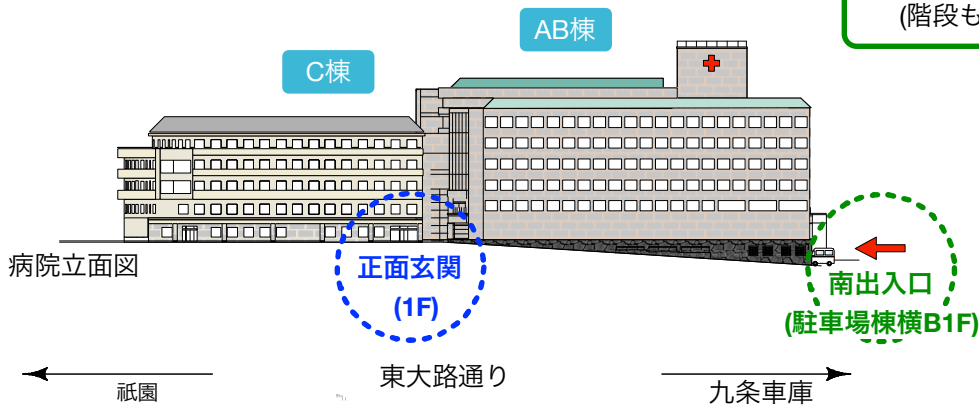 (階段も
AB棟
C棟
病院立面図
正面玄関
(1F)
南出入口
(駐車場棟横B1F)
東大路通り
祇園
九条車庫